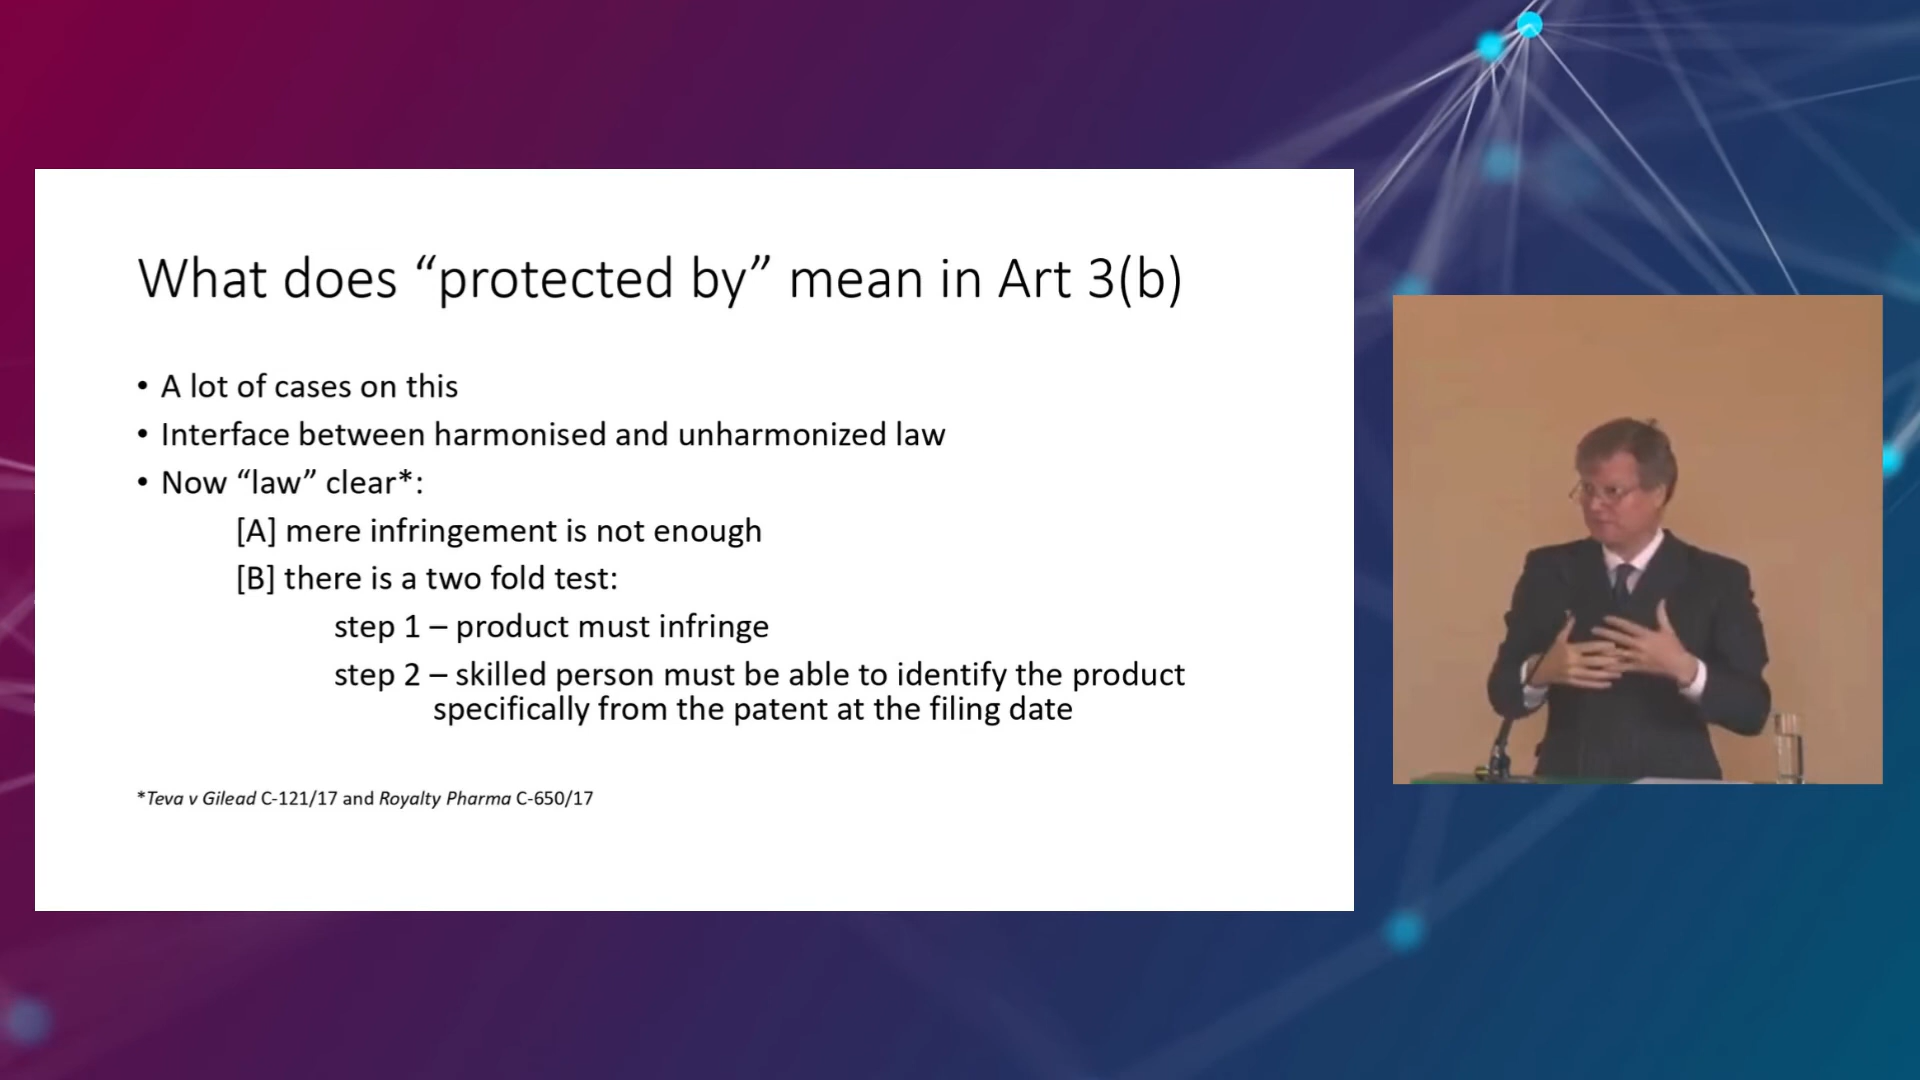 What does “protected by” mean in Art 3(b)
• A lot of cases on this
• Interface between harmonised and unharmonized law
• Now “law” clear*:
[A] mere infringement is not enough
[B] there is a two fold test:
step 1 – product must infringe
step 2 – skilled person must be able to identify the product
specifically from the patent at the filing date
*Teva v Gilead C-121/17 and Royalty Pharma C-650/17